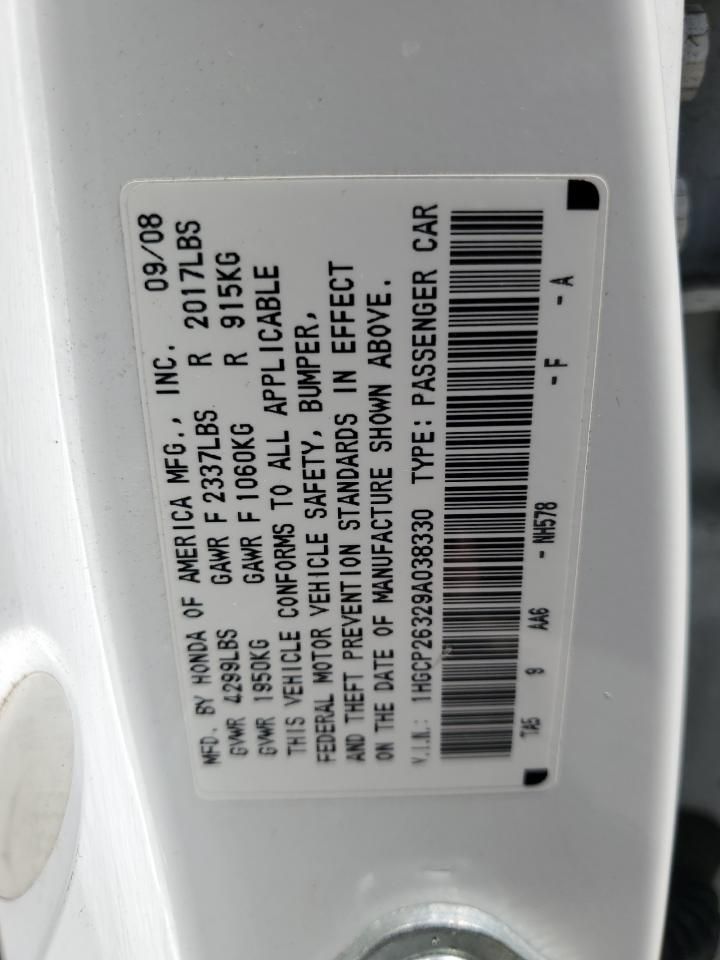 MFD. BY HONDA OF AMERICA MFG., INC. 09/08
GVWR 4299LBS GAWR F 2337LBS R 2017LBS
GVWR 1950KG GAWR F 1060KG R 915KG
THIS VEHICLE CONFORMS TO ALL APPLICABLE
FEDERAL MOTOR VEHICLE SAFETY, BUMPER,
AND THEFT PREVENTION STANDARDS IN EFFECT
ON THE DATE OF MANUFACTURE SHOWN ABOVE.
V.I.N.: 1HGCP26329A038330 TYPE: PASSENGER CAR
TA5 9 AA6 - NH578 - F - A